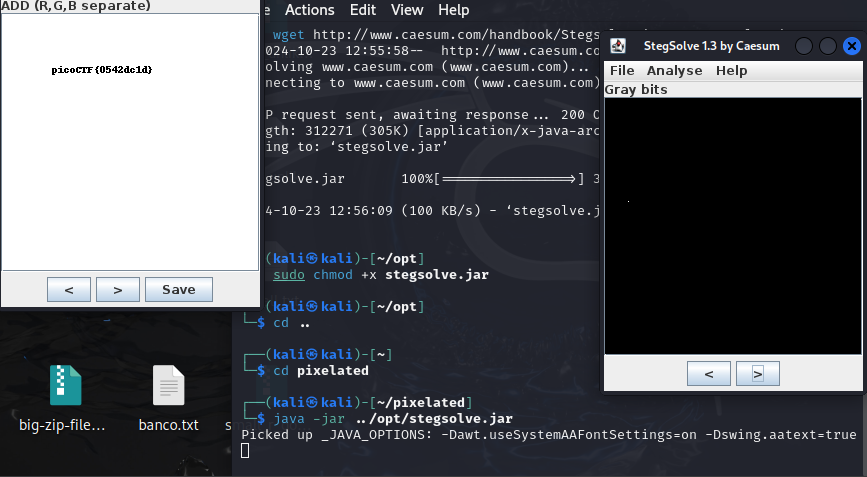 ADD (R,G,B separate)
picoCTF{0542dc1d}
< > Save
Actions Edit View Help
wget http://www.caesum.com/handbook/Stegs
024-10-23 12:55:58-- http://www.caesum.co
olving www.caesum.com (www.caesum.com)...
necting to www.caesum.com (www.caesum.com)
P request sent, awaiting response... 200 O
gth: 312271 (305K) [application/x-java-arc
ing to: ‘stegsolve.jar’
gsolve.jar 100%[================>] 3
4-10-23 12:56:09 (100 KB/s) - ‘stegsolve.j
(kali㉿kali)-[~/opt]
sudo chmod +x stegsolve.jar
(kali㉿kali)-[~/opt]
└─$ cd ..
┌──(kali㉿kali)-[~]
└─$ cd pixelated
┌──(kali㉿kali)-[~/pixelated]
└─$ java -jar ../opt/stegsolve.jar
Picked up _JAVA_OPTIONS: -Dawt.useSystemAAFontSettings=on -Dswing.aatext=true
StegSolve 1.3 by Caesum
File Analyse Help
Gray bits
< >
big-zip-file...
banco.txt